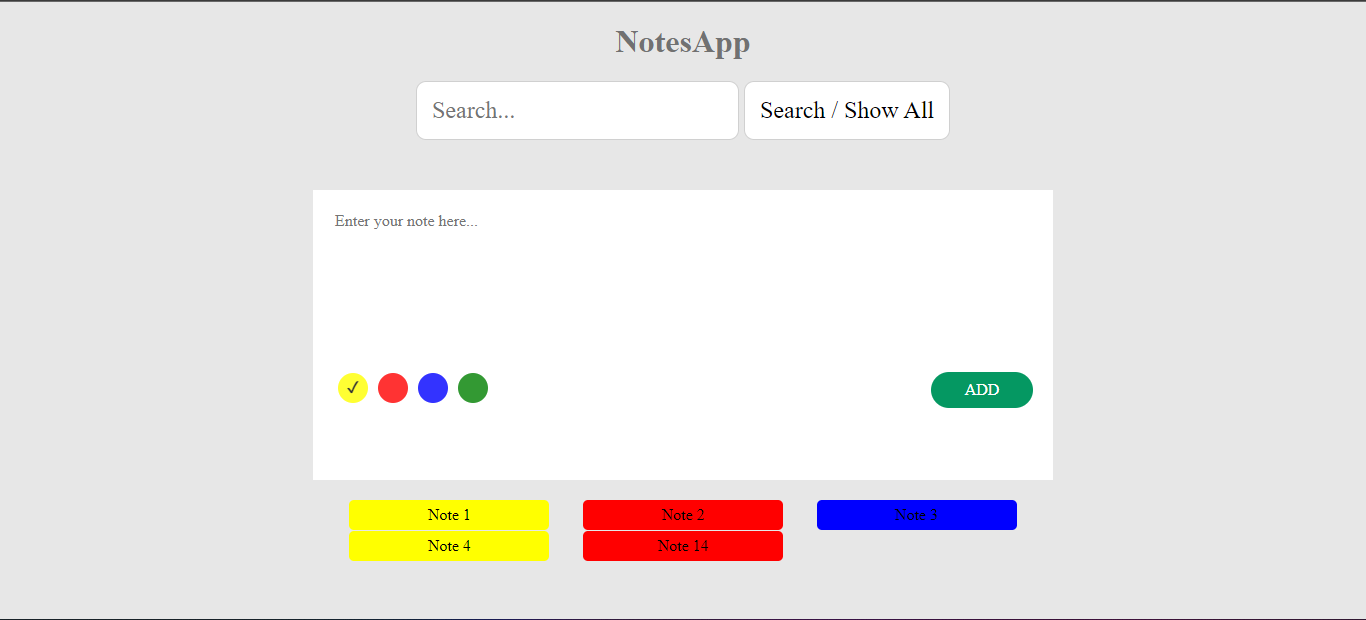 NotesApp
Search...
Search / Show All
Enter your note here...
✓
ADD
Note 1
Note 2
Note 3
Note 4
Note 14